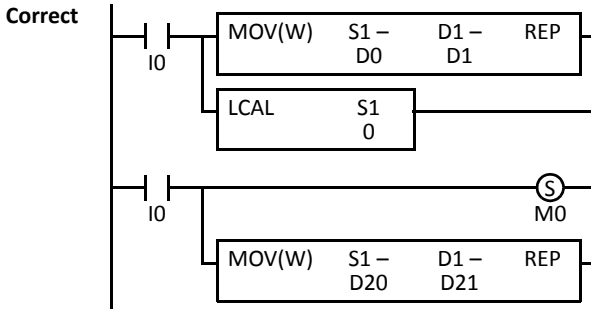 Correct
MOV(W) S1 – D1 – REP
D0 D1
I0
LCAL S1
0
S
I0 M0
MOV(W) S1 – D1 – REP
D20 D21